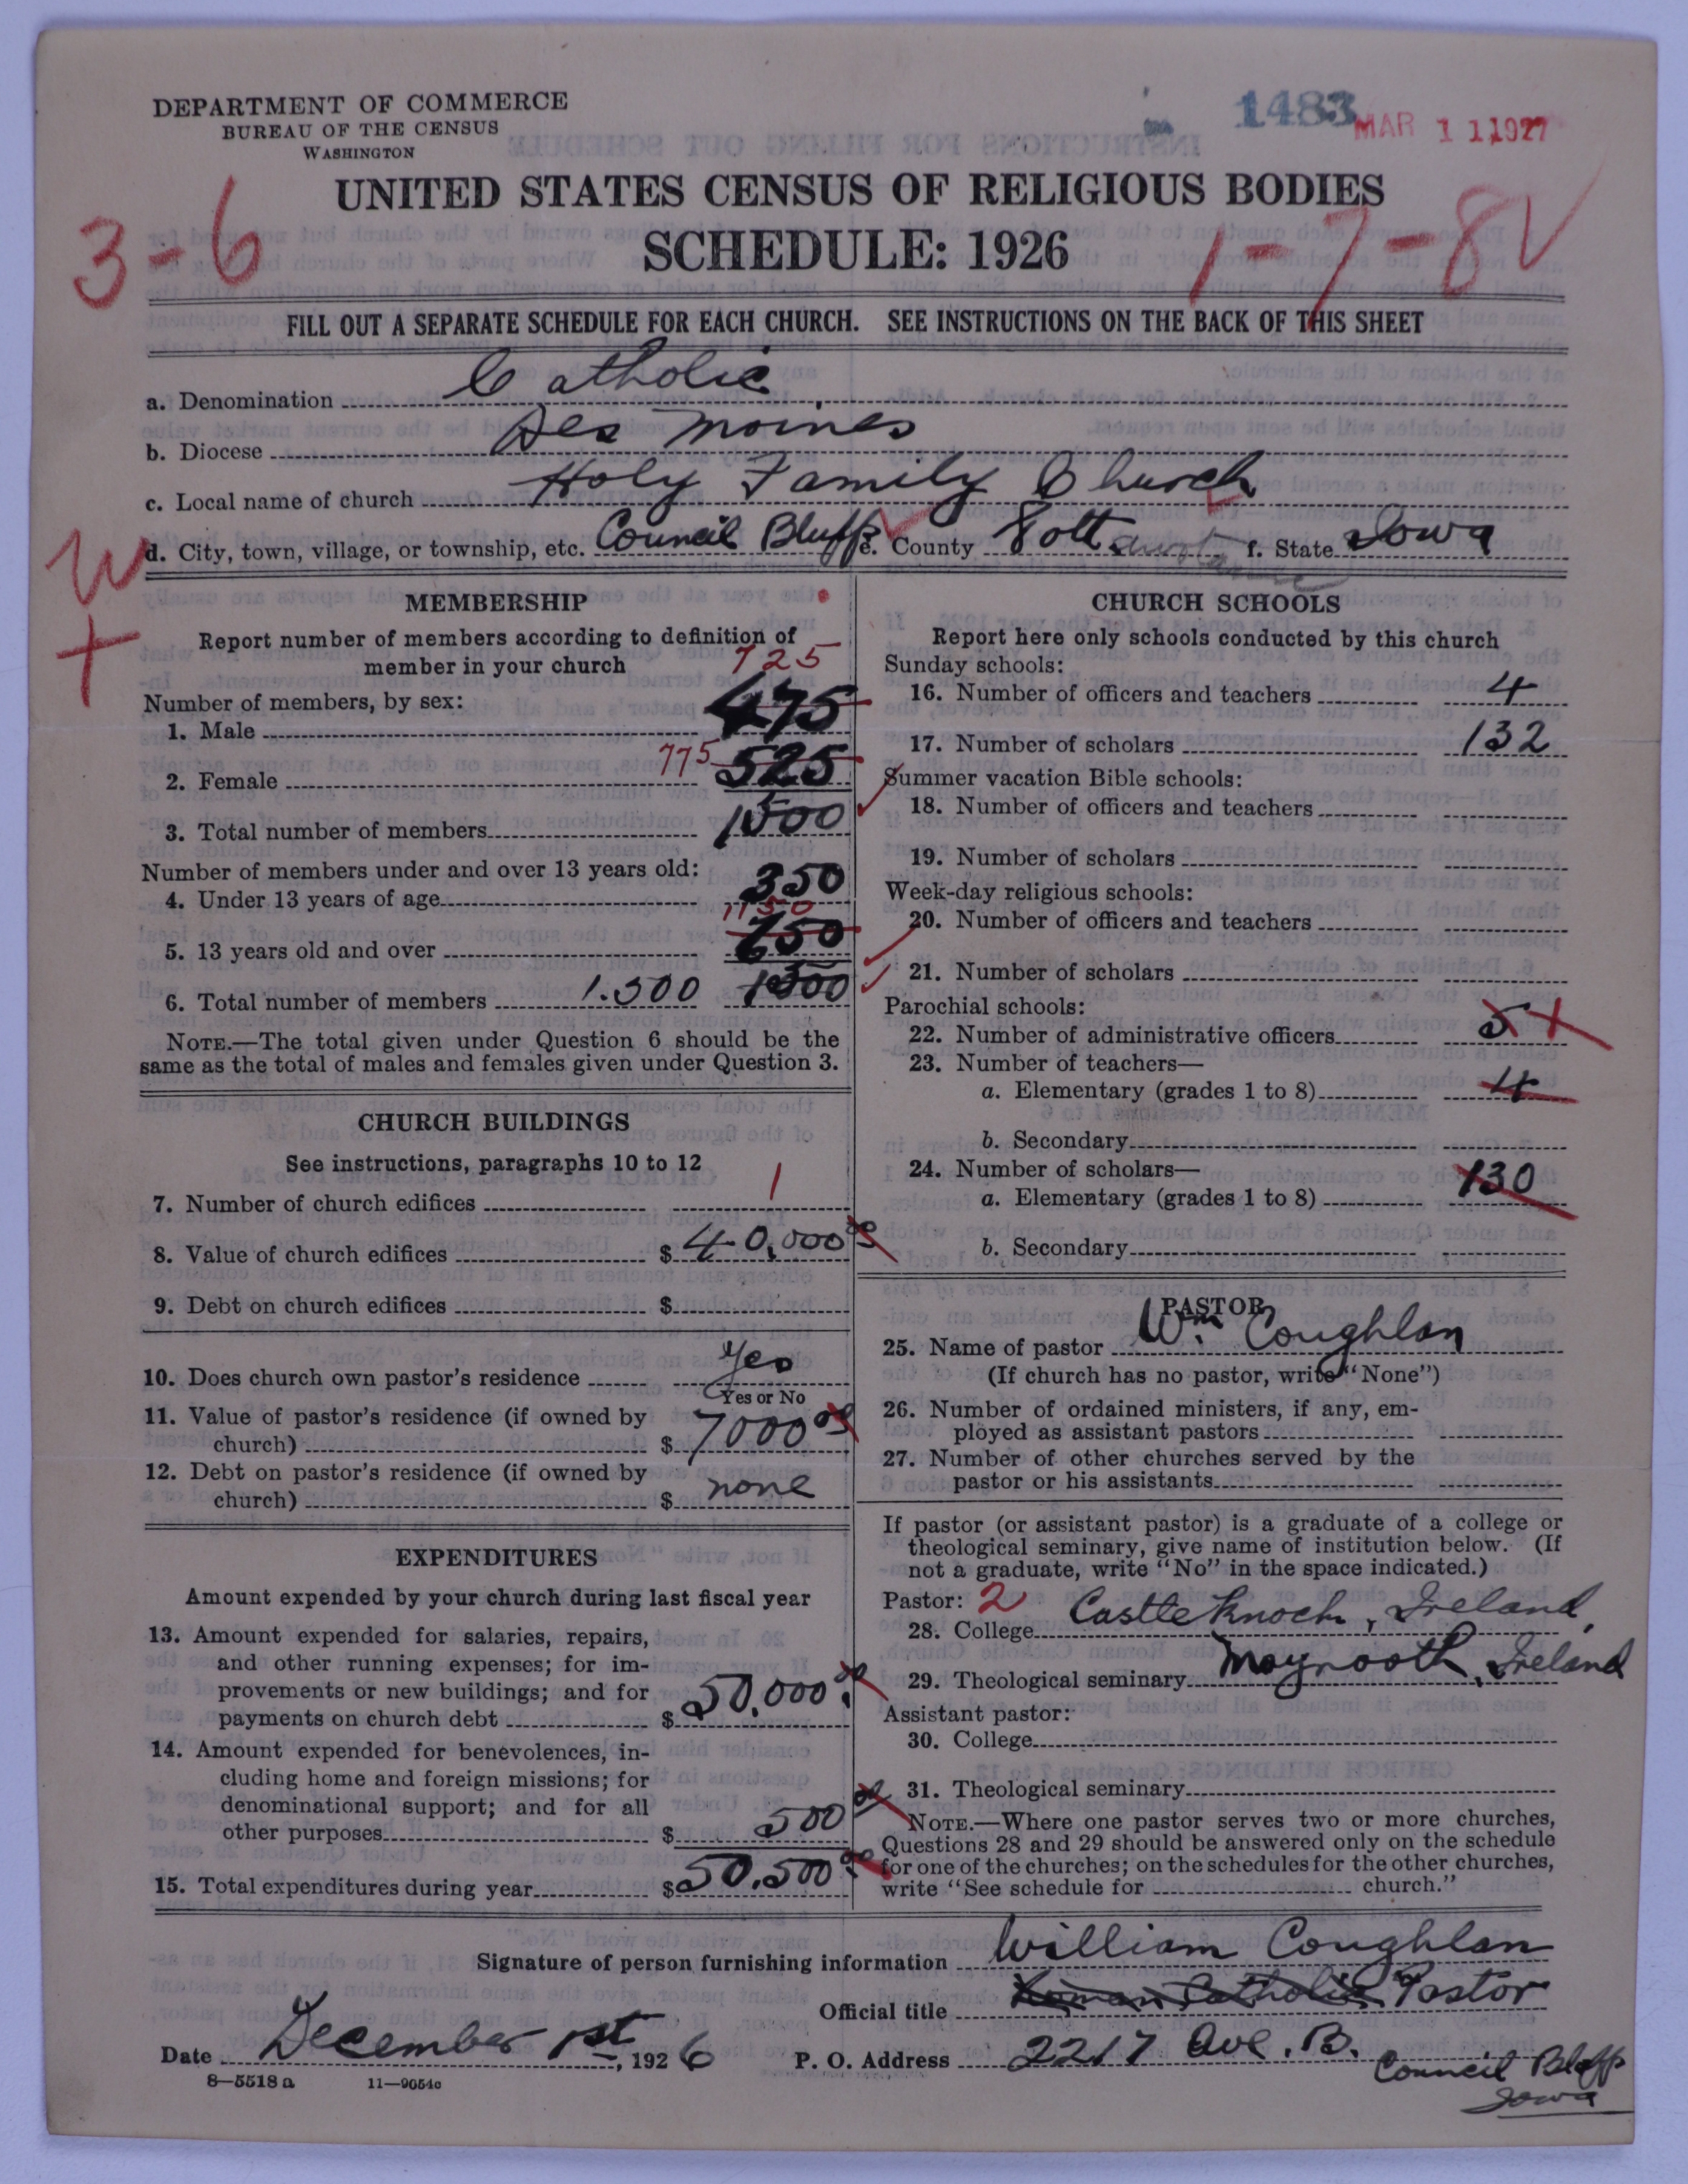 DEPARTMENT OF COMMERCE
BUREAU OF THE CENSUS
WASHINGTON
1483
MAR 11 1927
UNITED STATES CENSUS OF RELIGIOUS BODIES
SCHEDULE: 1926
3-6
1-7-8
FILL OUT A SEPARATE SCHEDULE FOR EACH CHURCH. SEE INSTRUCTIONS ON THE BACK OF THIS SHEET
a. Denomination Catholic
b. Diocese Des Moines
c. Local name of church Holy Family Church
d. City, town, village, or township, etc. Council Bluffs e. County Pott f. State Iowa
W
+
MEMBERSHIP
Report number of members according to definition of
member in your church
Number of members, by sex:
725
1. Male 475
2. Female 775 525
3. Total number of members 1500
Number of members under and over 13 years old:
4. Under 13 years of age 350
1150
5. 13 years old and over 650
6. Total number of members 1.500 1500
NOTE.—The total given under Question 6 should be the
same as the total of males and females given under Question 3.
CHURCH BUILDINGS
See instructions, paragraphs 10 to 12
7. Number of church edifices 1
8. Value of church edifices $ 40,000 00
9. Debt on church edifices $
10. Does church own pastor's residence Yes
Yes or No
11. Value of pastor's residence (if owned by
church) $ 7000 00
12. Debt on pastor's residence (if owned by
church) $ none
EXPENDITURES
Amount expended by your church during last fiscal year
13. Amount expended for salaries, repairs,
and other running expenses; for im-
provements or new buildings; and for
payments on church debt $ 50.000 00
14. Amount expended for benevolences, in-
cluding home and foreign missions; for
denominational support; and for all
other purposes $ 500 00
15. Total expenditures during year $ 50.500 00
CHURCH SCHOOLS
Report here only schools conducted by this church
Sunday schools:
16. Number of officers and teachers 4
17. Number of scholars 132
Summer vacation Bible schools:
18. Number of officers and teachers
19. Number of scholars
Week-day religious schools:
20. Number of officers and teachers
21. Number of scholars
Parochial schools:
22. Number of administrative officers 5
23. Number of teachers—
a. Elementary (grades 1 to 8) 4
b. Secondary
24. Number of scholars—
a. Elementary (grades 1 to 8) 130
b. Secondary
PASTOR
25. Name of pastor Wm. Coughlan
(If church has no pastor, write "None")
26. Number of ordained ministers, if any, em-
ployed as assistant pastors
27. Number of other churches served by the
pastor or his assistants
If pastor (or assistant pastor) is a graduate of a college or
theological seminary, give name of institution below. (If
not a graduate, write "No" in the space indicated.)
Pastor: 2
28. College Castleknock, Ireland,
29. Theological seminary Maynooth, Ireland
Assistant pastor:
30. College
31. Theological seminary
NOTE.—Where one pastor serves two or more churches,
Questions 28 and 29 should be answered only on the schedule
for one of the churches; on the schedules for the other churches,
write "See schedule for church."
Signature of person furnishing information William Coughlan
Official title Roman Catholic Pastor
Date December 1st, 1926 P. O. Address 2217 Ave. B. Council Bluffs
Iowa
8—5518 a 11—9054c